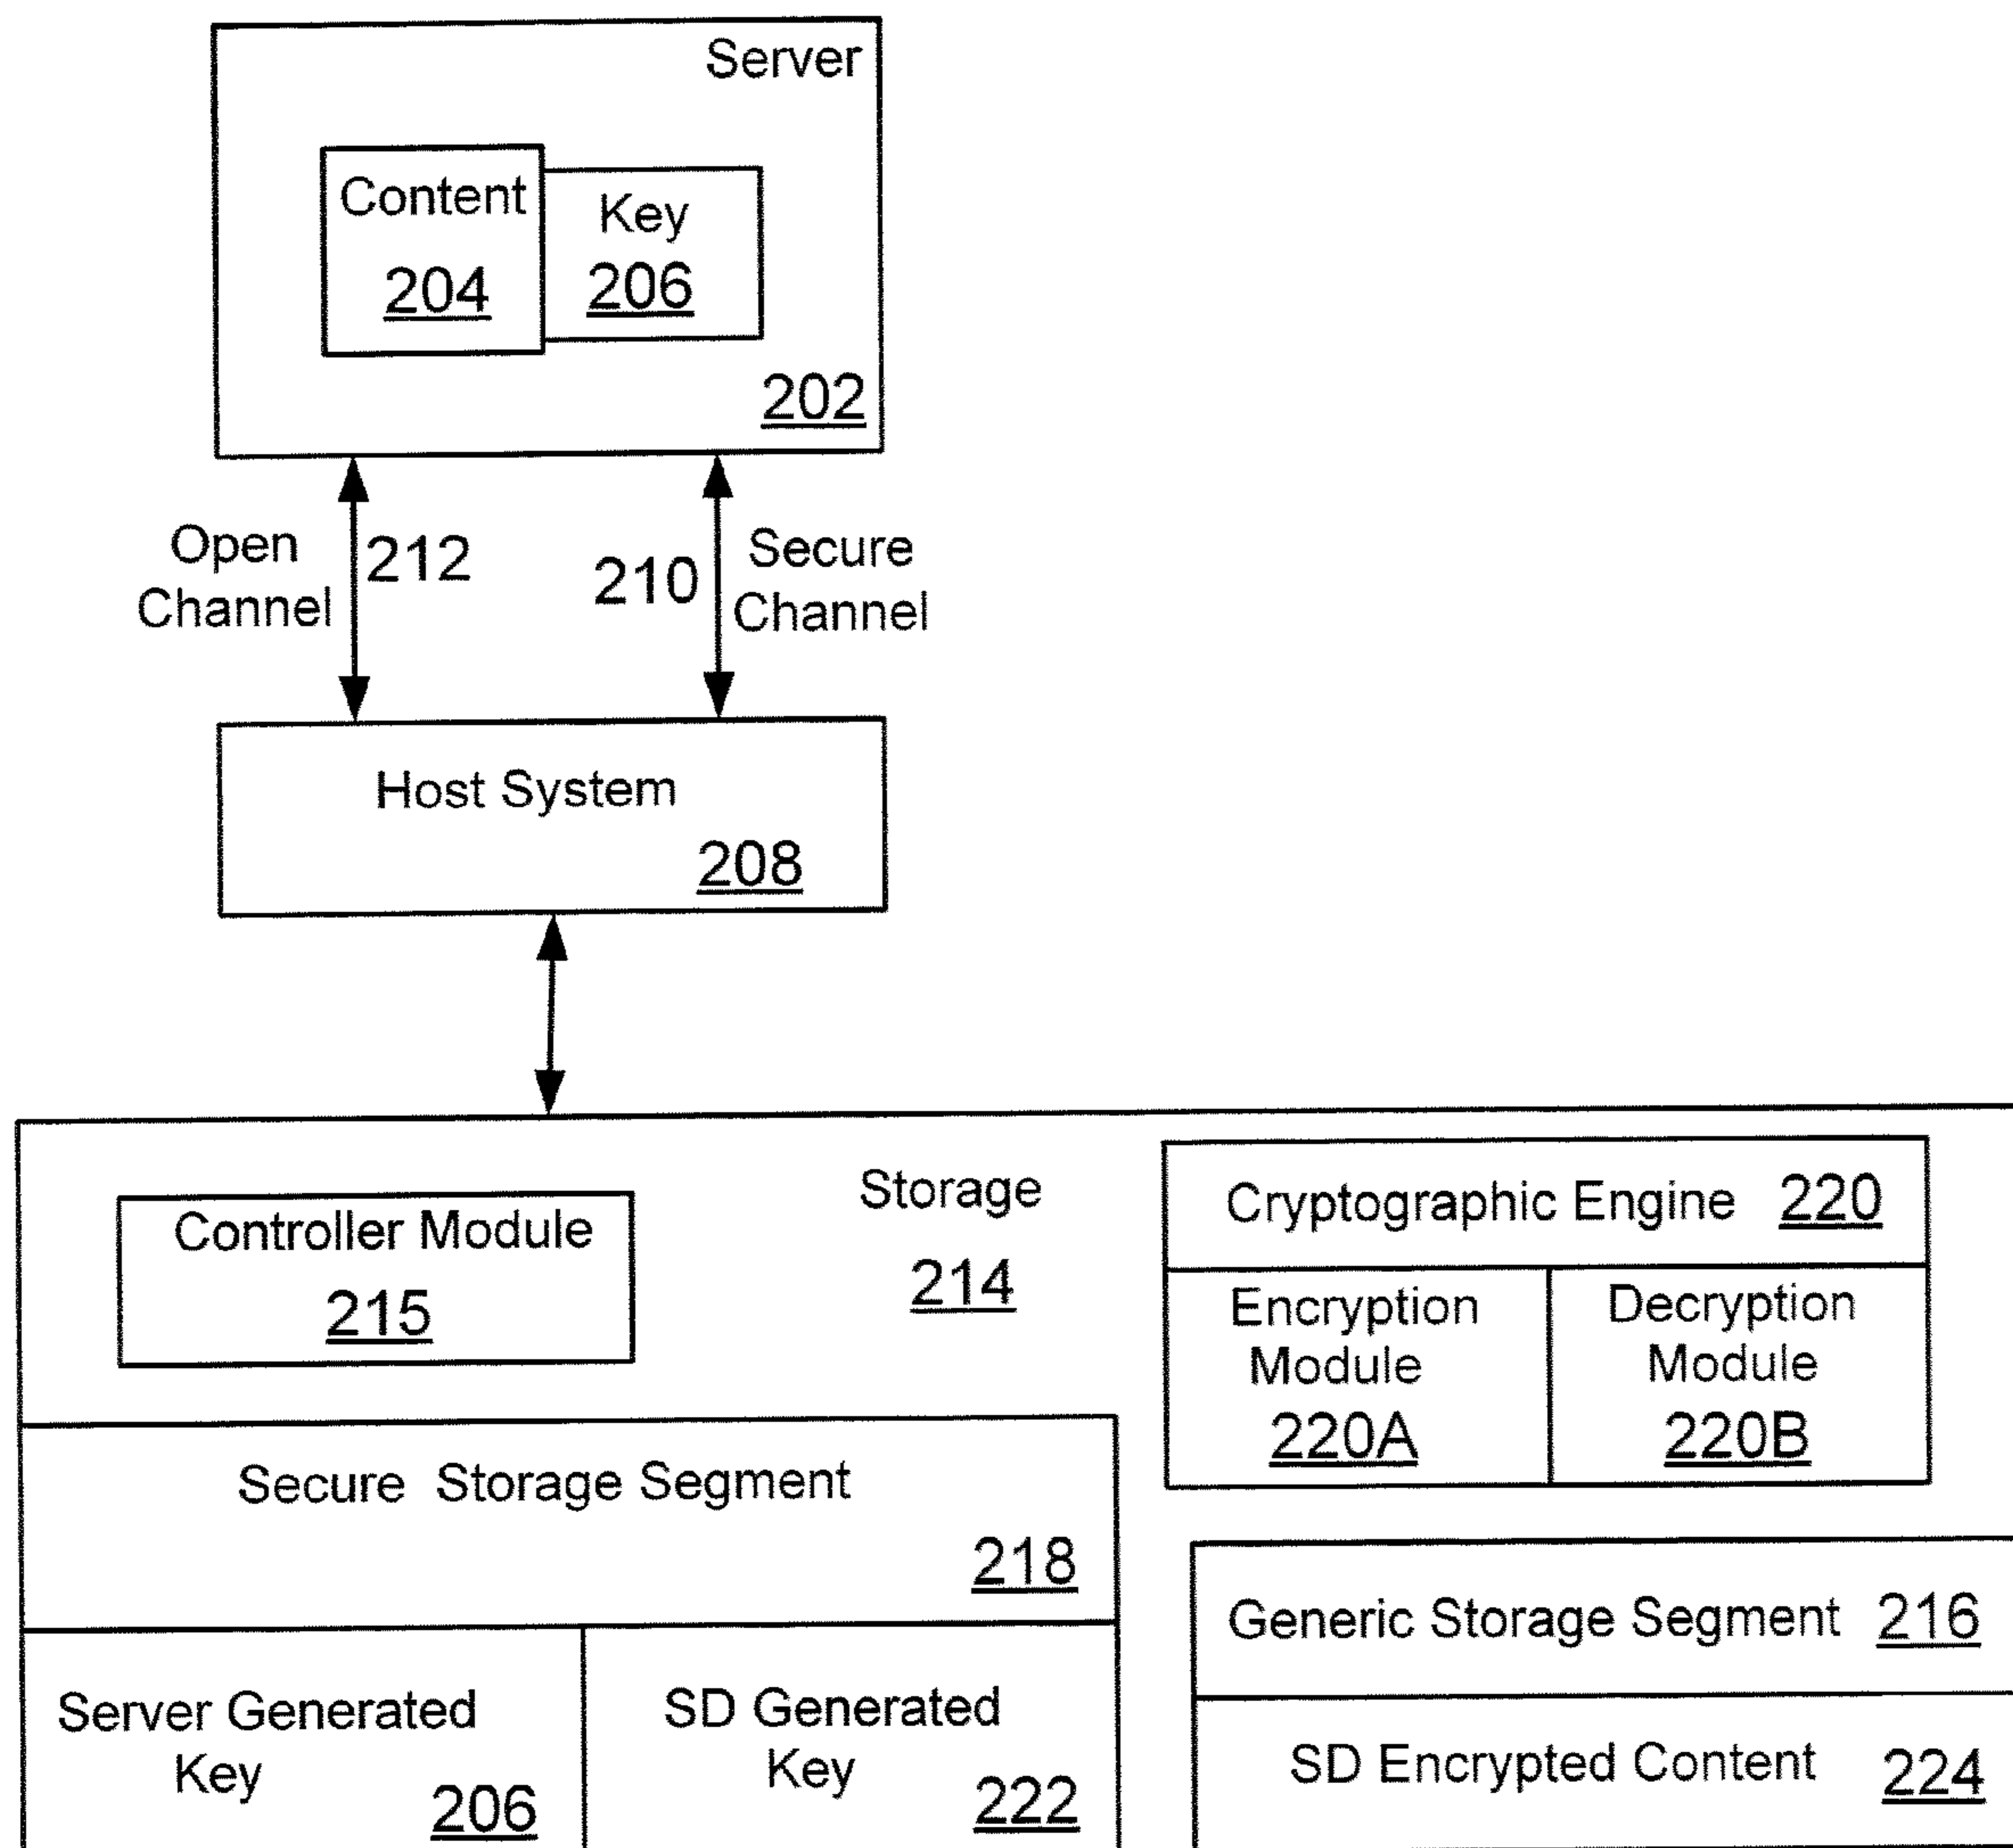 Server
Content
204
Key
206
202
Open
Channel
212
210
Secure
Channel
Host System
208
Controller Module
215
Storage
214
Cryptographic Engine 220
Encryption
Module
220A
Decryption
Module
220B
Secure Storage Segment
218
Server Generated
Key
206
SD Generated
Key
222
Generic Storage Segment 216
SD Encrypted Content 224